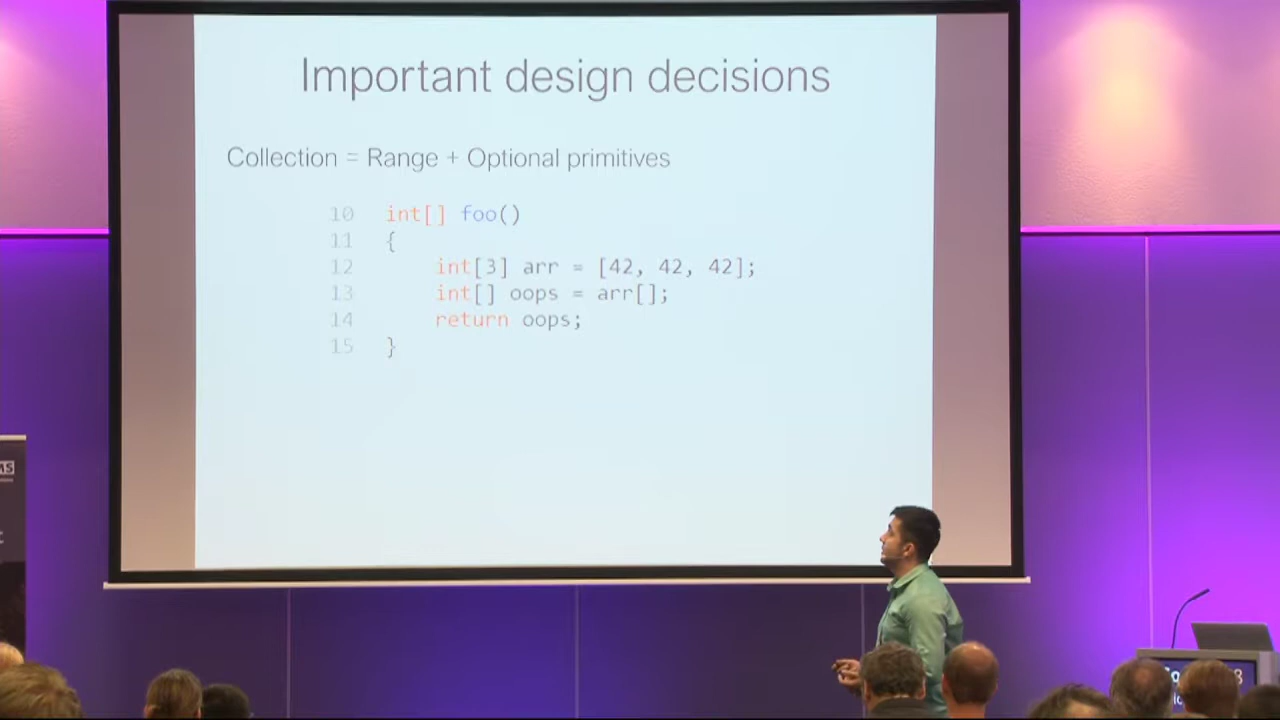 Important design decisions
Collection = Range + Optional primitives
10 int[] foo()
11 {
12 int[3] arr = [42, 42, 42];
13 int[] oops = arr[];
14 return oops;
15 }